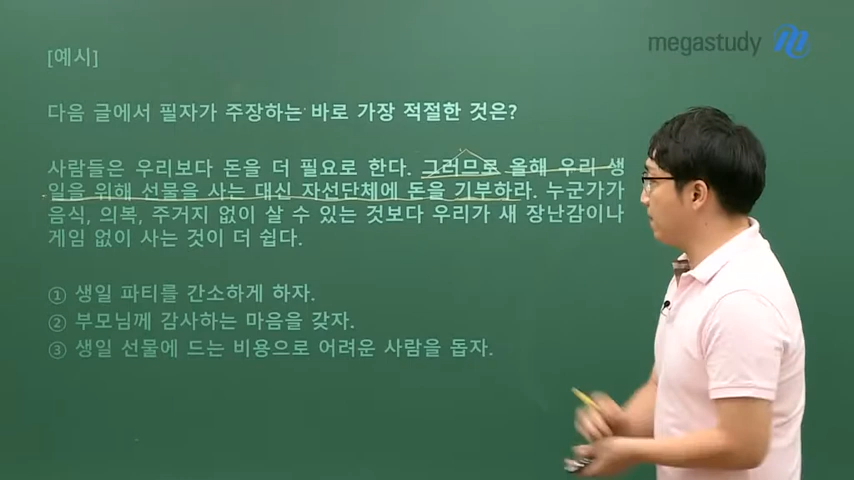 megastudy
[예시]
다음 글에서 필자가 주장하는 바로 가장 적절한 것은?
사람들은 우리보다 돈을 더 필요로 한다. 그러므로 올해 우리 생
일을 위해 선물을 사는 대신 자선단체에 돈을 기부하라. 누군가가
음식, 의복, 주거지 없이 살 수 있는 것보다 우리가 새 장난감이나
게임 없이 사는 것이 더 쉽다.
① 생일 파티를 간소하게 하자.
② 부모님께 감사하는 마음을 갖자.
③ 생일 선물에 드는 비용으로 어려운 사람을 돕자.